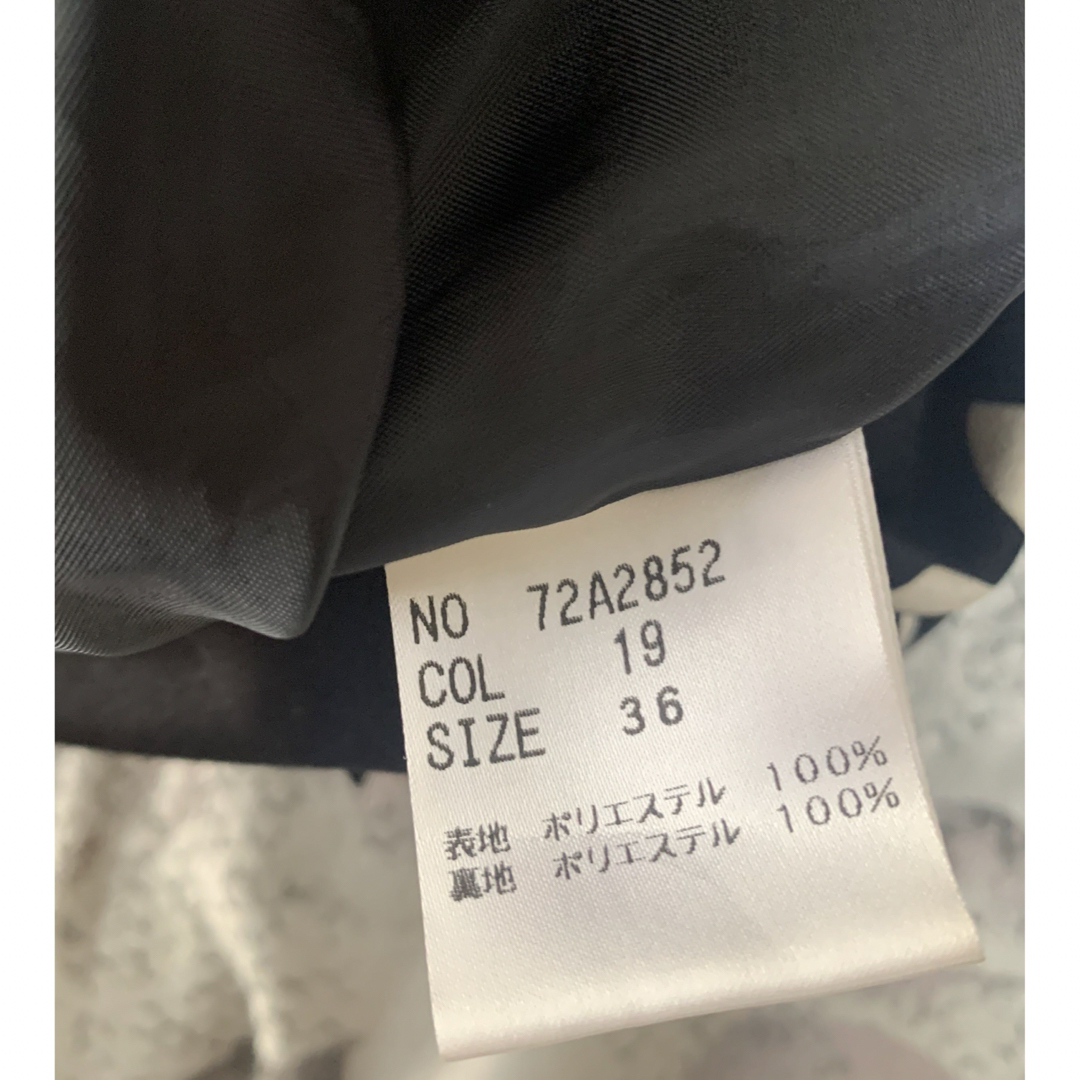 NO 72A2852
COL 19
SIZE 36
表地 ポリエステル 100%
裏地 ポリエステル 100%